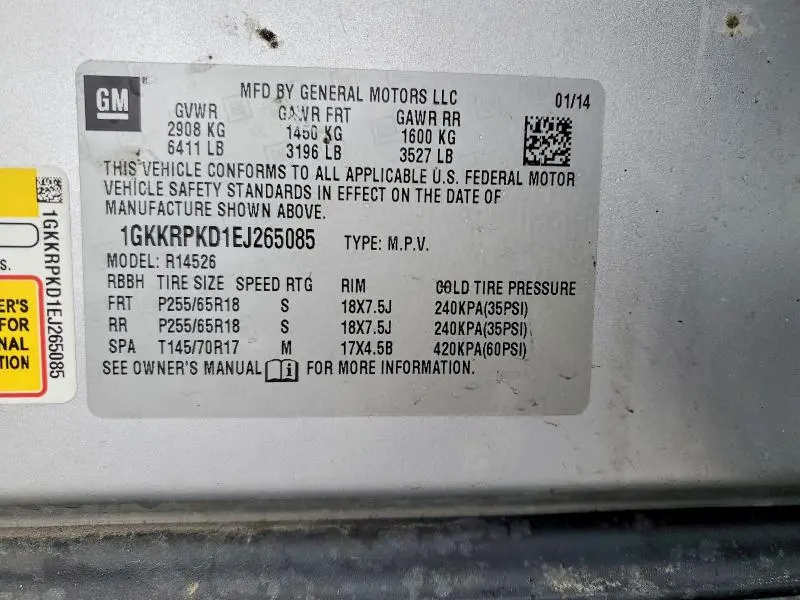 GM
MFD BY GENERAL MOTORS LLC
01/14
GVWR GAWR FRT GAWR RR
2908 KG 1450 KG 1600 KG
6411 LB 3196 LB 3527 LB
THIS VEHICLE CONFORMS TO ALL APPLICABLE U.S. FEDERAL MOTOR
VEHICLE SAFETY STANDARDS IN EFFECT ON THE DATE OF
MANUFACTURE SHOWN ABOVE.
1GKKRPKD1EJ265085 TYPE: M.P.V.
MODEL: R14526
RBBH TIRE SIZE SPEED RTG RIM COLD TIRE PRESSURE
FRT P255/65R18 S 18X7.5J 240KPA(35PSI)
RR P255/65R18 S 18X7.5J 240KPA(35PSI)
SPA T145/70R17 M 17X4.5B 420KPA(60PSI)
SEE OWNER'S MANUAL i FOR MORE INFORMATION.
1GKKRPKD1EJ265085
S.
ER'S
FOR
NAL
TION